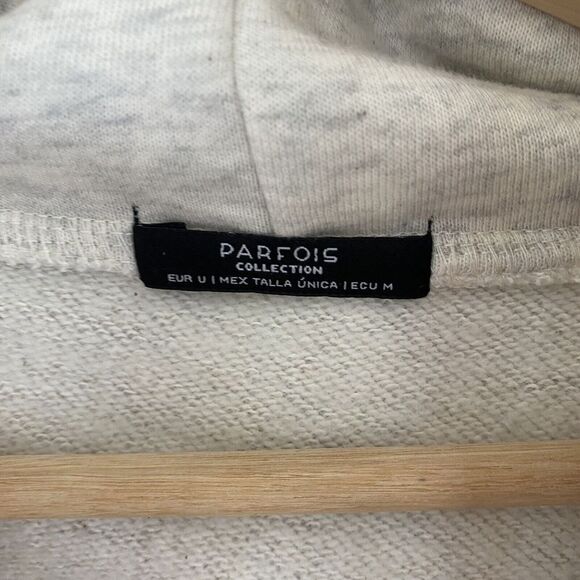 PARFOIS
COLLECTION
EUR U | MEX TALLA ÚNICA | ECU M